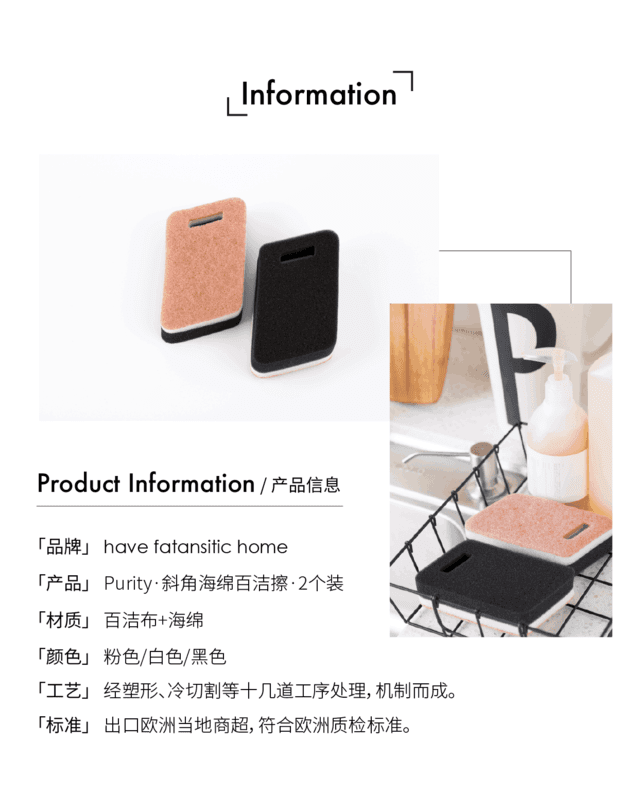 Information
P
Product Information / 产品信息
「品牌」 have fatansitic home
「产品」 Purity·斜角海绵百洁擦·2个装
「材质」 百洁布+海绵
「颜色」 粉色/白色/黑色
「工艺」 经塑形、冷切割等十几道工序处理，机制而成。
「标准」 出口欧洲当地商超，符合欧洲质检标准。